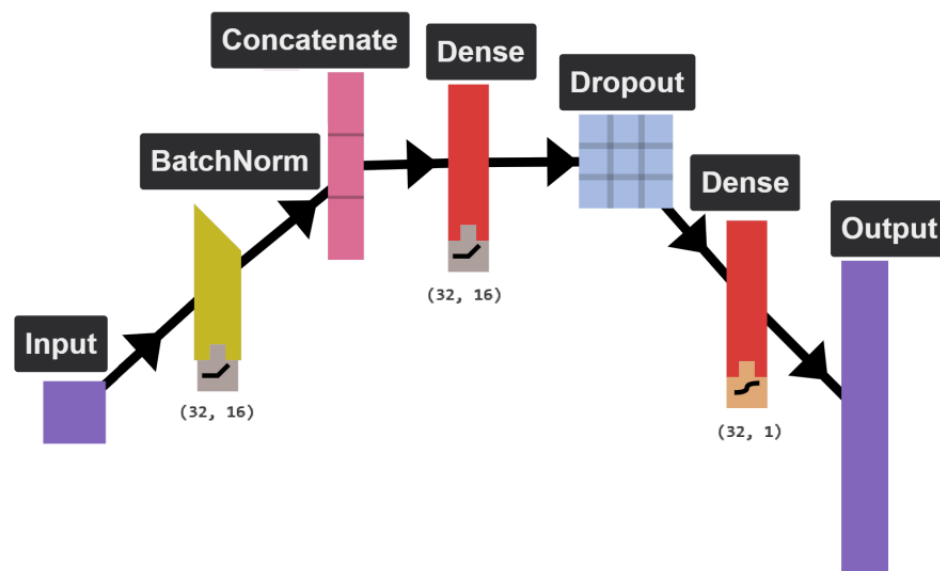 Input
BatchNorm
(32, 16)
Concatenate
Dense
(32, 16)
Dropout
Dense
(32, 1)
Output